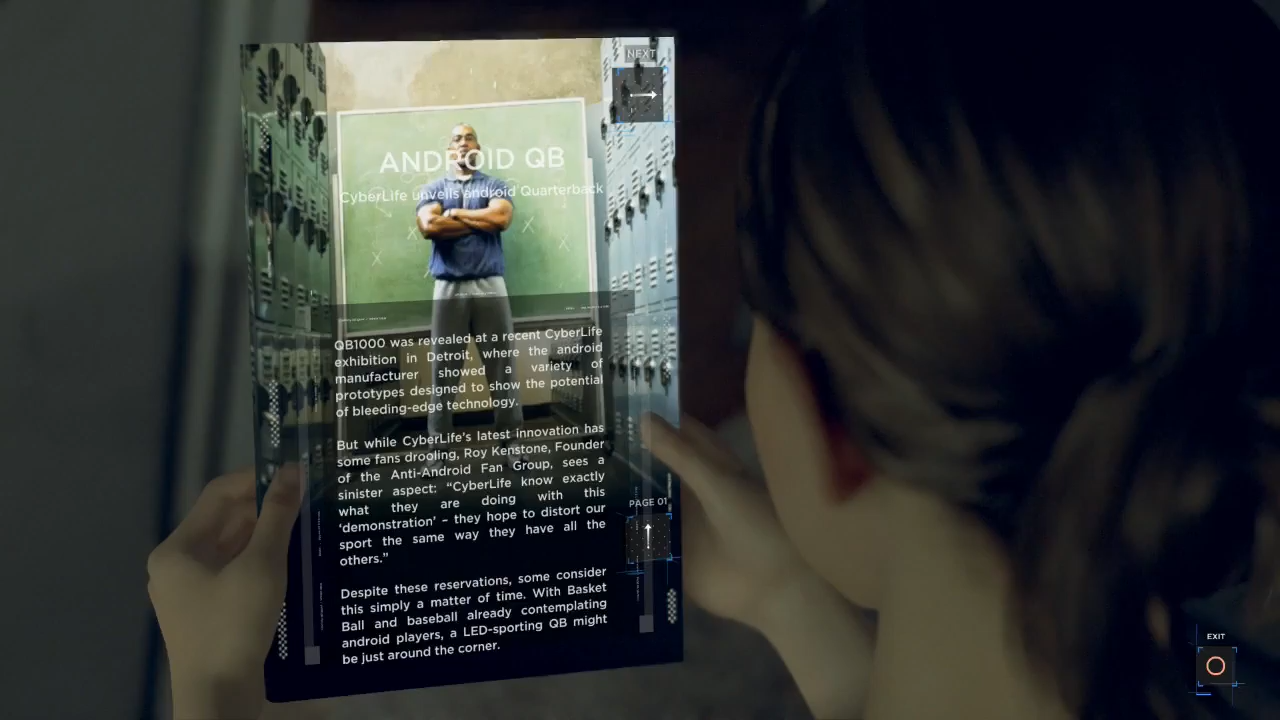 NEXT
ANDROID QB
CyberLife unveils android Quarterback
QB1000 was revealed at a recent CyberLife
exhibition in Detroit, where the android
manufacturer showed a variety of
prototypes designed to show the potential
of bleeding-edge technology.
But while CyberLife's latest innovation has
some fans drooling, Roy Kenstone, Founder
of the Anti-Android Fan Group, sees a
sinister aspect: “CyberLife know exactly
what they are doing with this
‘demonstration’ – they hope to distort our
sport the same way they have all the
others.”
Despite these reservations, some consider
this simply a matter of time. With Basket
Ball and baseball already contemplating
android players, a LED-sporting QB might
be just around the corner.
PAGE 01
EXIT